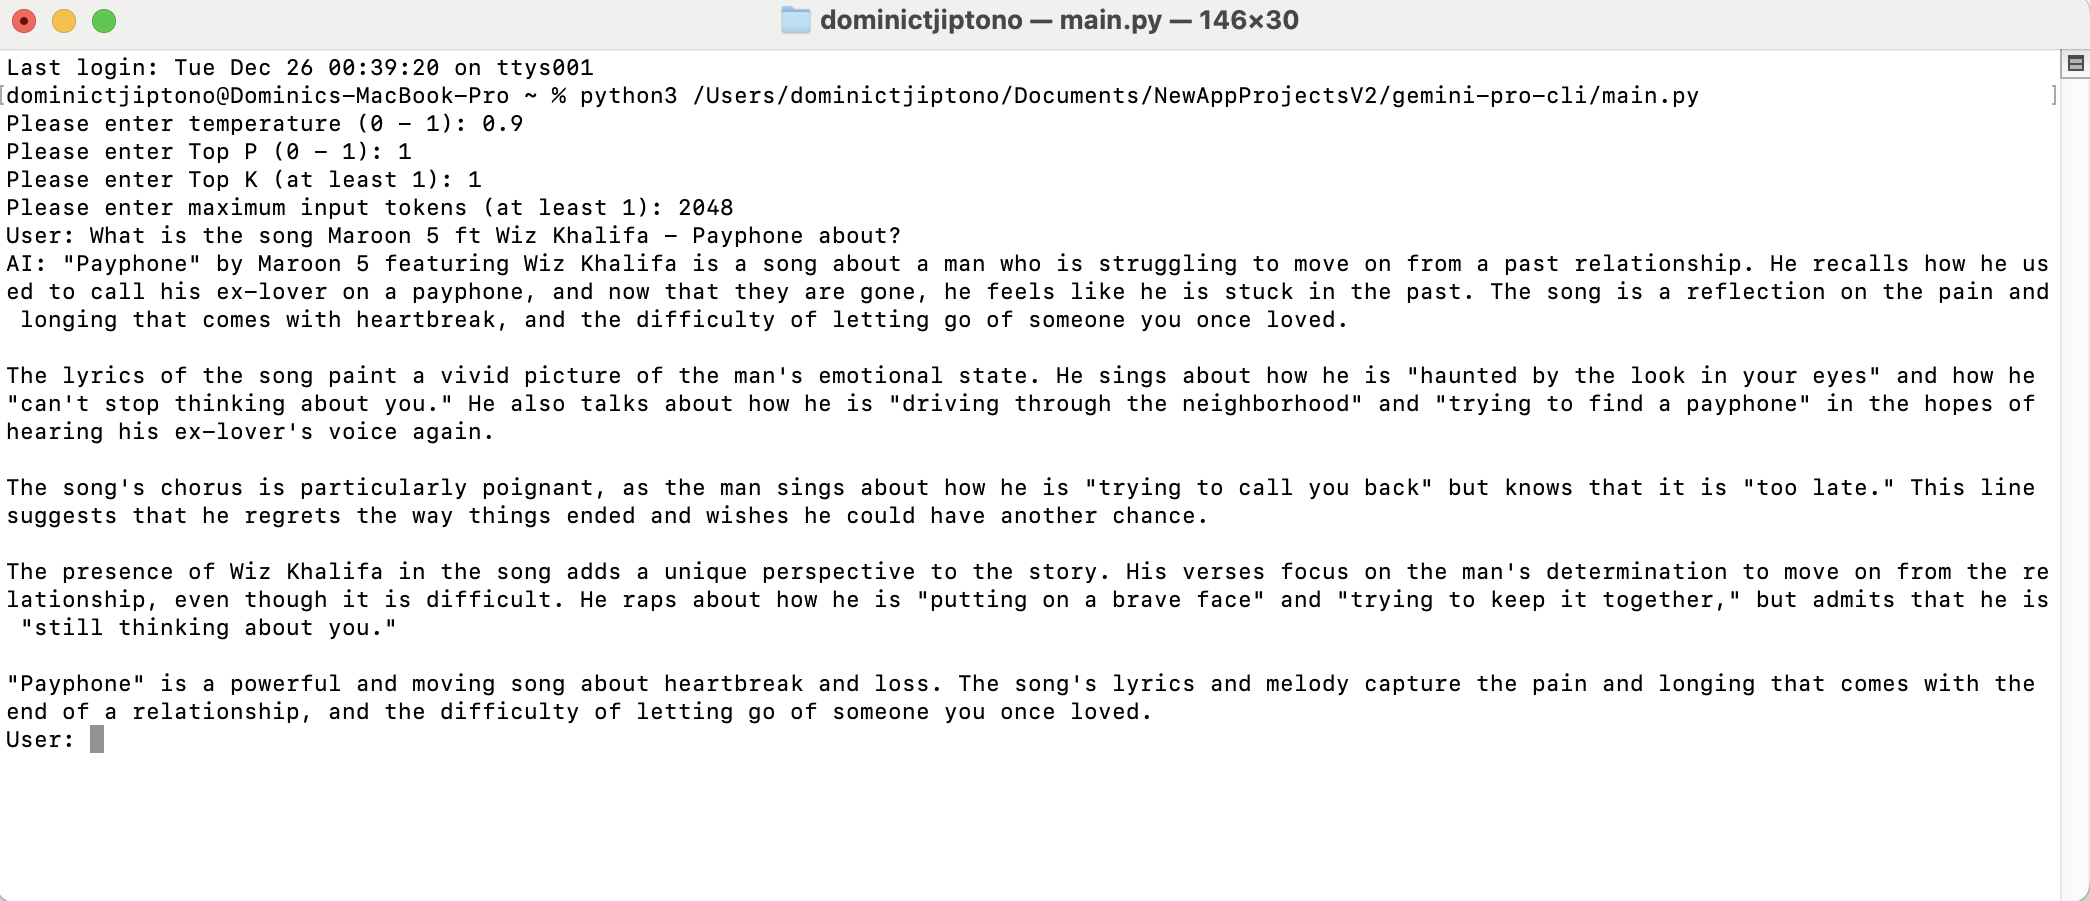 dominictjiptono — main.py — 146×30
Last login: Tue Dec 26 00:39:20 on ttys001
[dominictjiptono@Dominics-MacBook-Pro ~ % python3 /Users/dominictjiptono/Documents/NewAppProjectsV2/gemini-pro-cli/main.py ]
Please enter temperature (0 - 1): 0.9
Please enter Top P (0 - 1): 1
Please enter Top K (at least 1): 1
Please enter maximum input tokens (at least 1): 2048
User: What is the song Maroon 5 ft Wiz Khalifa - Payphone about?
AI: "Payphone" by Maroon 5 featuring Wiz Khalifa is a song about a man who is struggling to move on from a past relationship. He recalls how he us
ed to call his ex-lover on a payphone, and now that they are gone, he feels like he is stuck in the past. The song is a reflection on the pain and
 longing that comes with heartbreak, and the difficulty of letting go of someone you once loved.

The lyrics of the song paint a vivid picture of the man's emotional state. He sings about how he is "haunted by the look in your eyes" and how he
"can't stop thinking about you." He also talks about how he is "driving through the neighborhood" and "trying to find a payphone" in the hopes of
hearing his ex-lover's voice again.

The song's chorus is particularly poignant, as the man sings about how he is "trying to call you back" but knows that it is "too late." This line
suggests that he regrets the way things ended and wishes he could have another chance.

The presence of Wiz Khalifa in the song adds a unique perspective to the story. His verses focus on the man's determination to move on from the re
lationship, even though it is difficult. He raps about how he is "putting on a brave face" and "trying to keep it together," but admits that he is
 "still thinking about you."

"Payphone" is a powerful and moving song about heartbreak and loss. The song's lyrics and melody capture the pain and longing that comes with the
end of a relationship, and the difficulty of letting go of someone you once loved.
User: